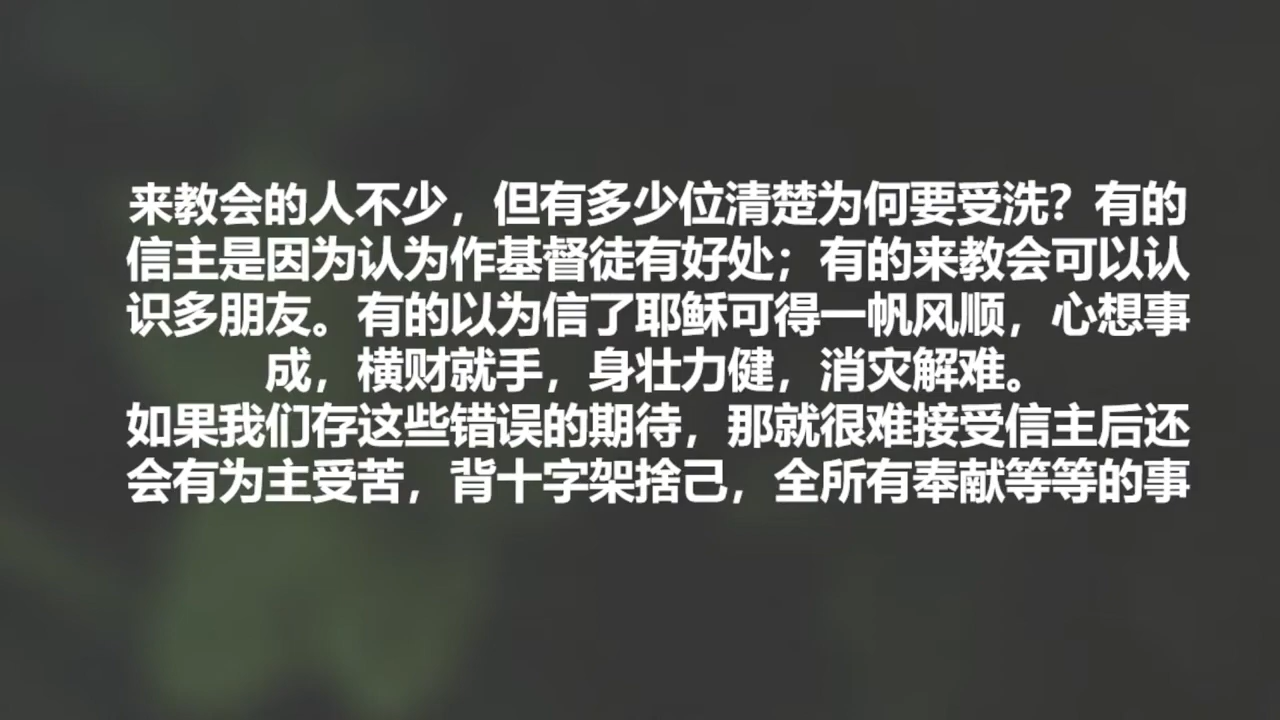 来教会的人不少，但有多少位清楚为何要受洗？有的
信主是因为认为作基督徒有好处；有的来教会可以认
识多朋友。有的以为信了耶稣可得一帆风顺，心想事
成，横财就手，身壮力健，消灾解难。
如果我们存这些错误的期待，那就很难接受信主后还
会有为主受苦，背十字架捨己，全所有奉献等等的事